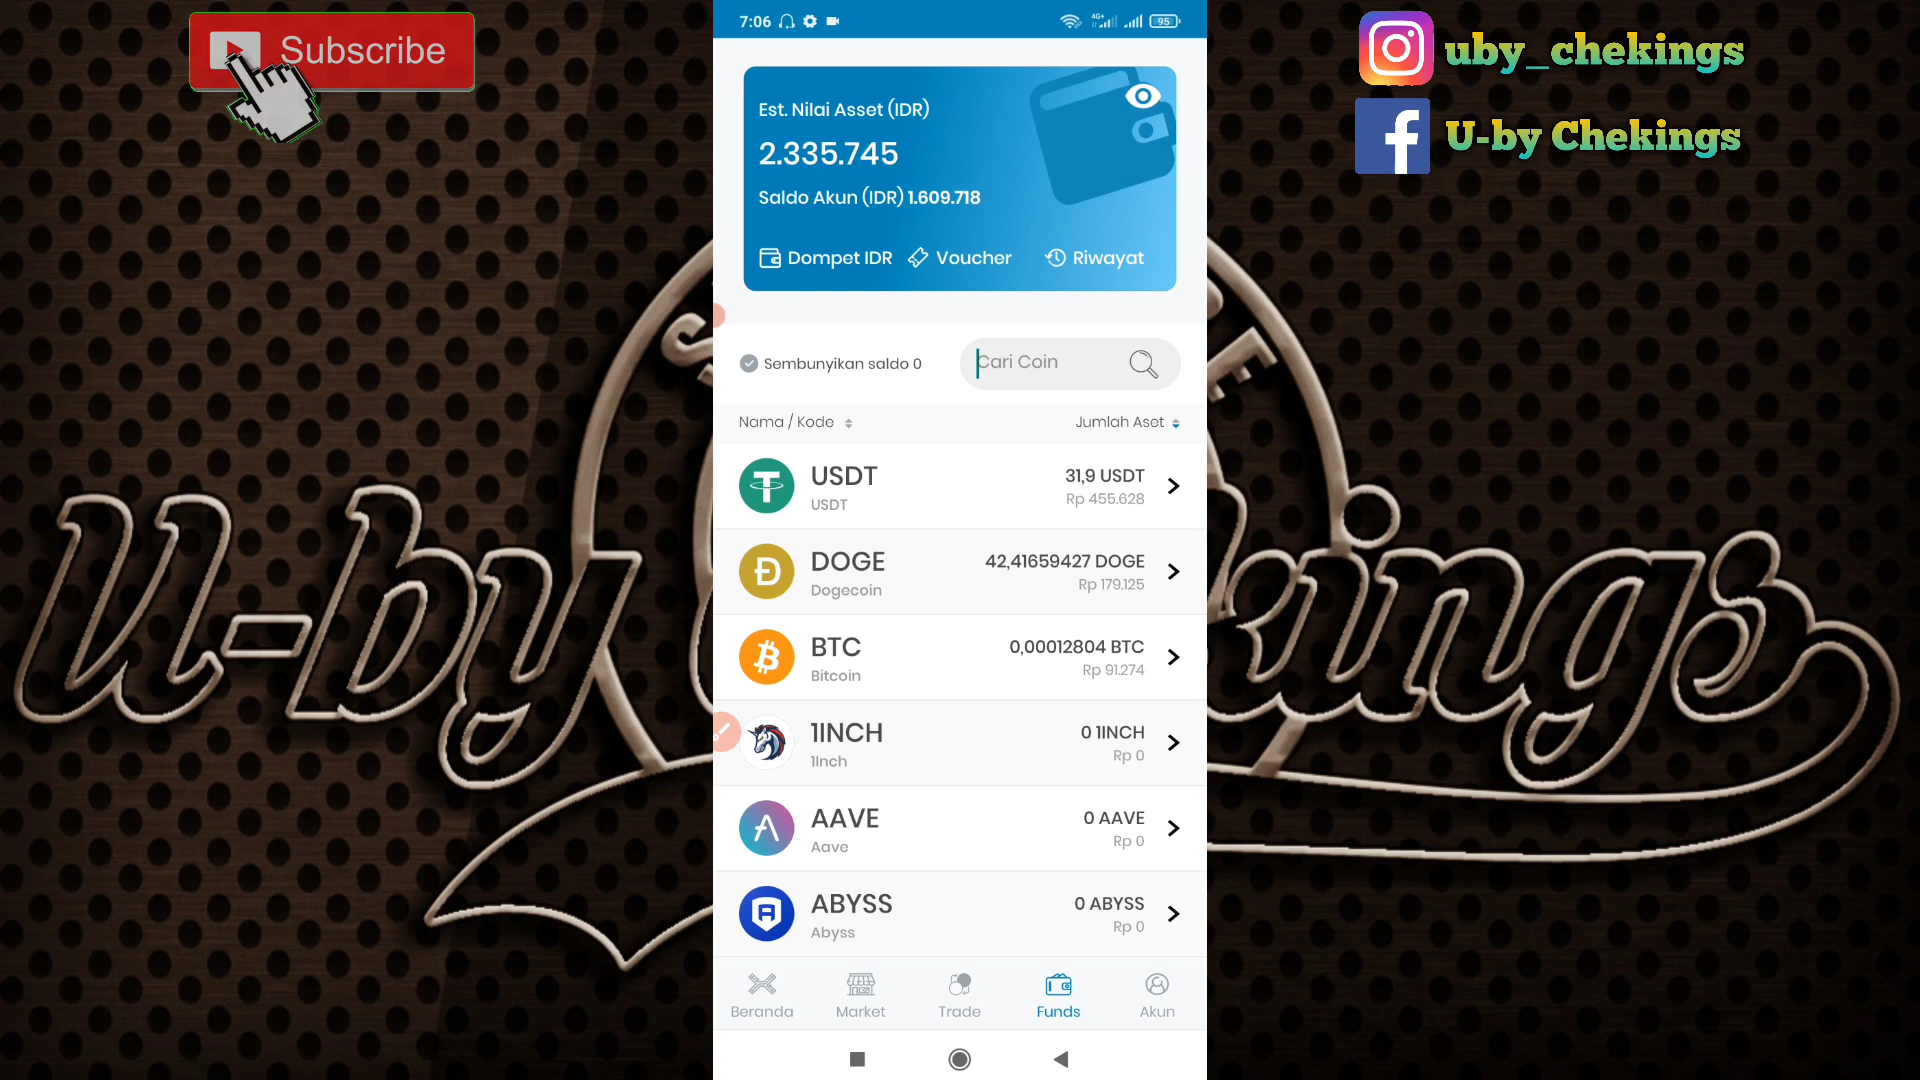 Subscribe
uby_chekings
U-by Chekings
U-by Chekings
7:06
4G+
95
Est. Nilai Asset (IDR)
2.335.745
Saldo Akun (IDR) 1.609.718
Dompet IDR
Voucher
Riwayat
Sembunyikan saldo 0
Cari Coin
Nama / Kode
Jumlah Aset
USDT
31,9 USDT
USDT
Rp 455.628
DOGE
42,41659427 DOGE
Dogecoin
Rp 179.125
BTC
0,00012804 BTC
Bitcoin
Rp 91.274
1INCH
0 1INCH
1Inch
Rp 0
AAVE
0 AAVE
Aave
Rp 0
ABYSS
0 ABYSS
Abyss
Rp 0
Beranda
Market
Trade
Funds
Akun